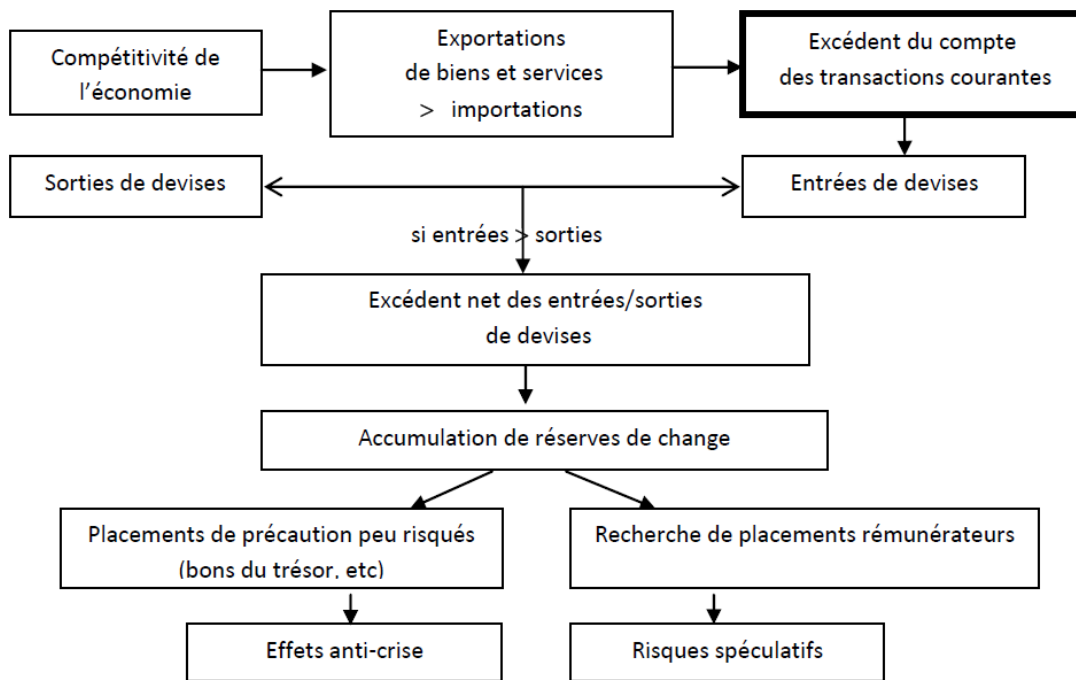 Compétitivité de
l'économie
Exportations
de biens et services
> importations
Excédent du compte
des transactions courantes
Sorties de devises
Entrées de devises
si entrées > sorties
Excédent net des entrées/sorties
de devises
Accumulation de réserves de change
Placements de précaution peu risqués
(bons du trésor, etc)
Recherche de placements rémunérateurs
Effets anti-crise
Risques spéculatifs